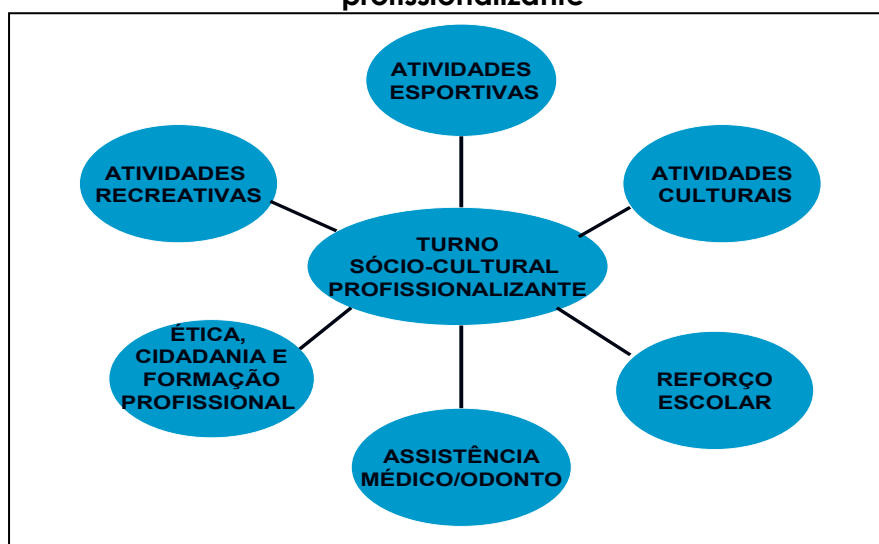 profissionalizante
ATIVIDADES
ESPORTIVAS
ATIVIDADES
RECREATIVAS
ATIVIDADES
CULTURAIS
TURNO
SÓCIO-CULTURAL
PROFISSIONALIZANTE
ÉTICA,
CIDADANIA E
FORMAÇÃO
PROFISSIONAL
REFORÇO
ESCOLAR
ASSISTÊNCIA
MÉDICO/ODONTO